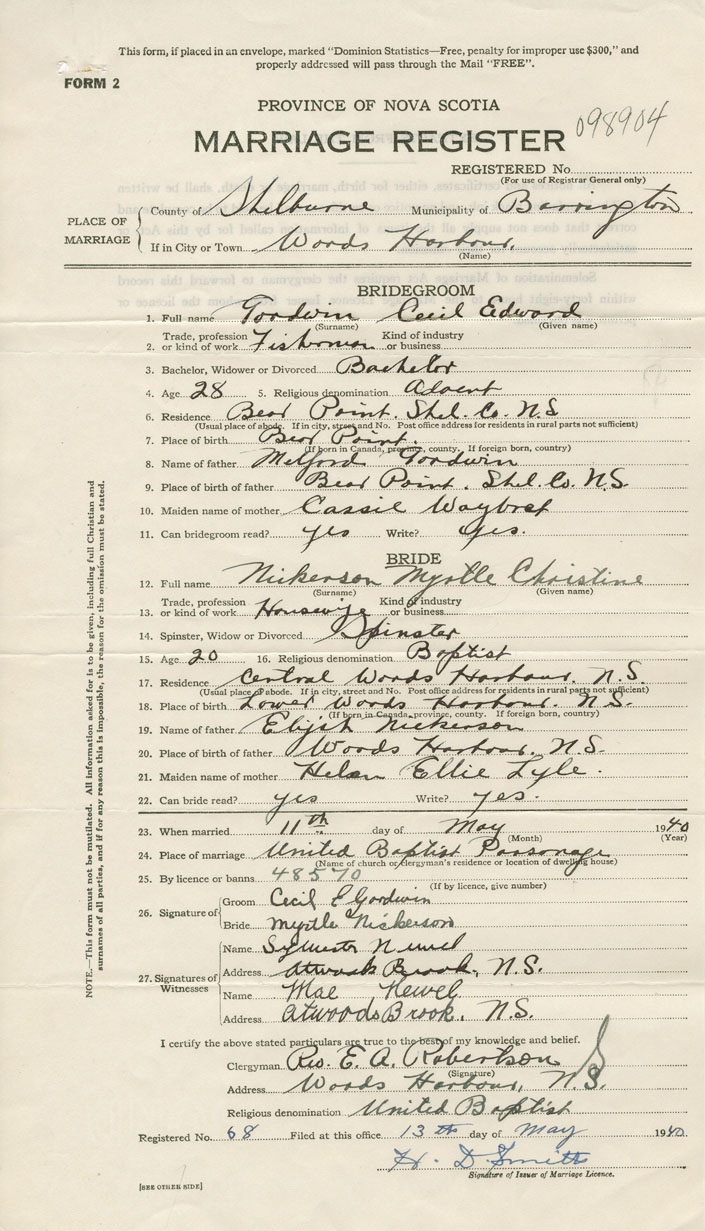 This form, if placed in an envelope, marked "Dominion Statistics—Free, penalty for improper use $300," and
properly addressed will pass through the Mail "FREE".
FORM 2
PROVINCE OF NOVA SCOTIA
098904
MARRIAGE REGISTER
REGISTERED No.
(For use of Registrar General only)
PLACE OF MARRIAGE
County of Shelburne Municipality of Barrington
If in City or Town Woods Harbour.
(Name)
BRIDEGROOM
1. Full name Goodwin Cecil Edward
(Surname) (Given name)
2. Trade, profession or kind of work Fisherman Kind of industry or business
3. Bachelor, Widower or Divorced Bachelor
4. Age 28 5. Religious denomination Advent
6. Residence Bear Point. Shel. Co. N.S
(Usual place of abode. If in city, street and No. Post office address for residents in rural parts not sufficient)
7. Place of birth Bear Point.
(If born in Canada, province, county. If foreign born, country)
8. Name of father Melford Goodwin
9. Place of birth of father Bear Point. Shel. Co. N.S.
10. Maiden name of mother Cassie
11. Can bridegroom read? yes Write? yes.
BRIDE
12. Full name Nickerson Myrtle Christine
(Surname) (Given name)
13. Trade, profession or kind of work Housewife Kind of industry or business
14. Spinster, Widow or Divorced Spinster
15. Age 20 16. Religious denomination Baptist
17. Residence Central Woods Harbour. N.S.
(Usual place of abode. If in city, street and No. Post office address for residents in rural parts not sufficient)
18. Place of birth Lower Woods Harbour. N.S.
(If born in Canada, province, county. If foreign born, country)
19. Name of father Elijah Nickerson
20. Place of birth of father Woods Harbour. N.S.
21. Maiden name of mother Helen Ellie Lyle.
22. Can bride read? yes Write? yes.
23. When married 11th day of May 1940
(Month) (Year)
24. Place of marriage United Baptist Parsonage
(Name of church or clergyman's residence or location of dwelling house)
25. By licence or banns 48570
(If by licence, give number)
26. Signature of
Groom Cecil E Goodwin
Bride Myrtle Nickerson
27. Signatures of Witnesses
Name Sylvester Newel
Address Atwoods Brook, N.S.
Name Mae Newel
Address Atwoods Brook, N.S.
I certify the above stated particulars are true to the best of my knowledge and belief.
Clergyman Rev. E. A. Robertson
(Signature)
Address Woods Harbour, N.S.
Religious denomination United Baptist
Registered No. 68 Filed at this office 13th day of May 1940
H. D. Smith
Signature of Issuer of Marriage Licence.
[SEE OTHER SIDE]
NOTE.—This form must not be mutilated. All information asked for is to be given, including full Christian and
surnames of all parties, and if for any reason this is impossible, the reason for the omission must be stated.